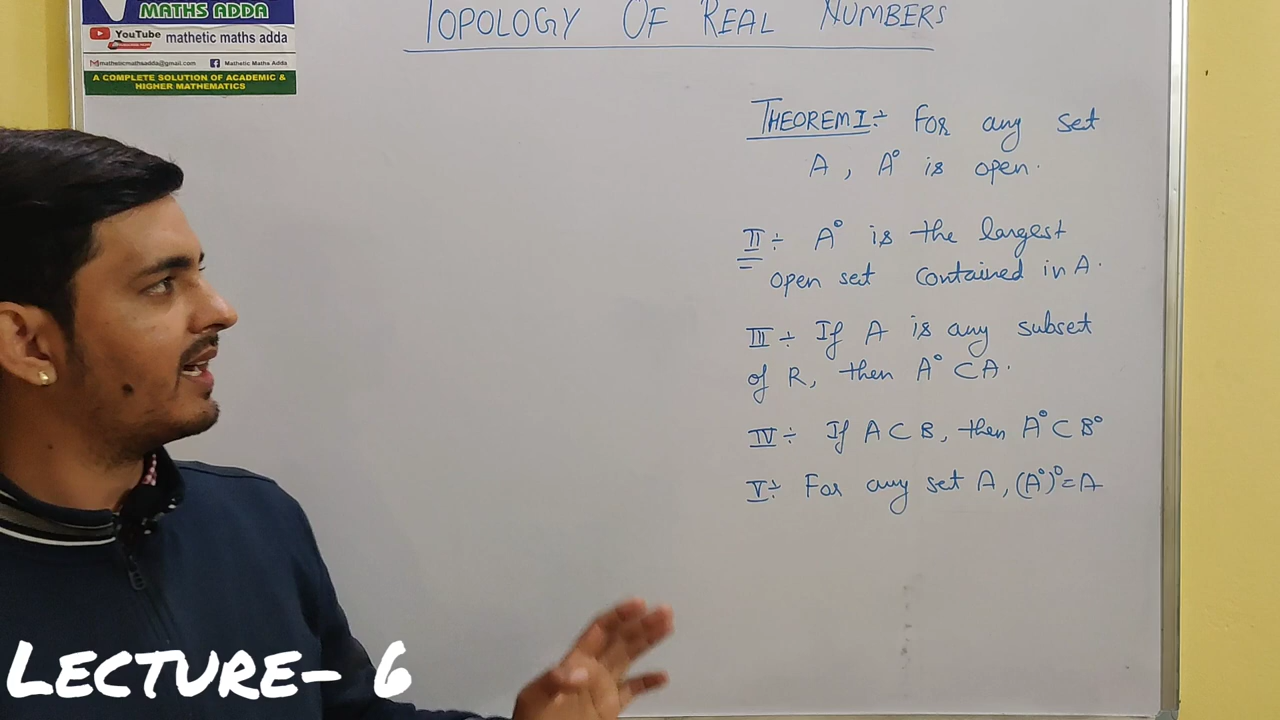 MATHS ADDA
YouTube mathetic maths adda
matheticmathsadda@gmail.com Mathetic Maths Adda
A COMPLETE SOLUTION OF ACADEMIC &
HIGHER MATHEMATICS
TOPOLOGY OF REAL NUMBERS
THEOREM I:÷ For any set
A, A° is open.
II ÷ A° is the largest
open set contained in A.
III ÷ If A is any subset
of R, then A° ⊂ A.
IV ÷ If A ⊂ B, then A° ⊂ B°
V ÷ For any set A, (A°)° = A
LECTURE- 6